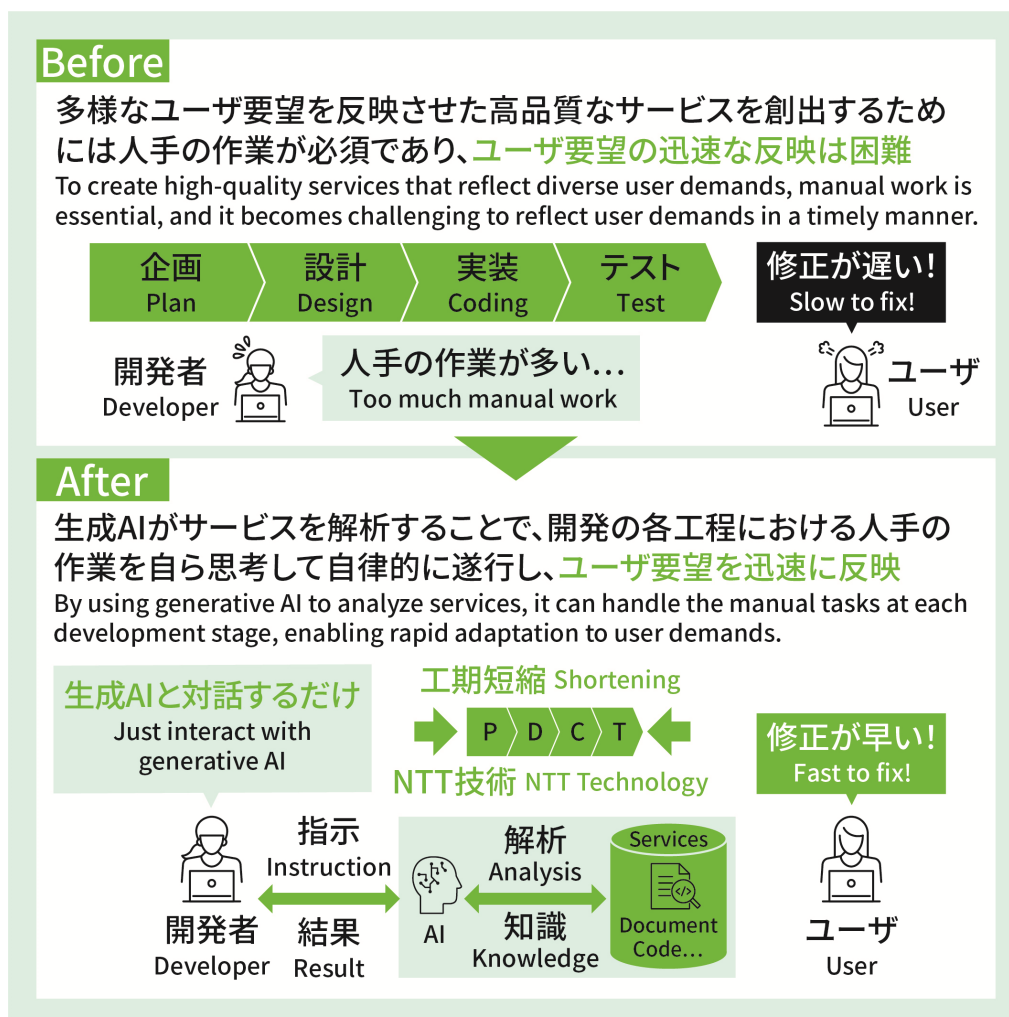 Before
多様なユーザ要望を反映させた高品質なサービスを創出するため
には人手の作業が必須であり、ユーザ要望の迅速な反映は困難
To create high-quality services that reflect diverse user demands, manual work is
essential, and it becomes challenging to reflect user demands in a timely manner.
企画
Plan
設計
Design
実装
Coding
テスト
Test
修正が遅い!
Slow to fix!
開発者
Developer
人手の作業が多い…
Too much manual work
ユーザ
User
After
生成AIがサービスを解析することで、開発の各工程における人手の
作業を自ら思考して自律的に遂行し、ユーザ要望を迅速に反映
By using generative AI to analyze services, it can handle the manual tasks at each
development stage, enabling rapid adaptation to user demands.
生成AIと対話するだけ
Just interact with
generative AI
工期短縮 Shortening
P D C T
NTT技術 NTT Technology
修正が早い!
Fast to fix!
開発者
Developer
指示
Instruction
結果
Result
AI
解析
Analysis
知識
Knowledge
Services
Document
Code…
ユーザ
User